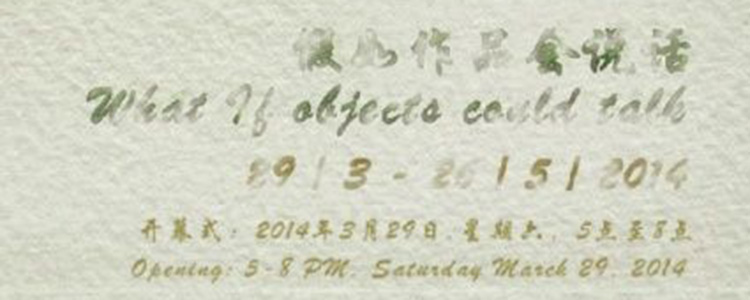 假如作品会说话
What If objects could talk
29 | 3 - 26 | 5 | 2014
开幕式: 2014年3月29日, 星期六, 5点至8点
Opening: 5-8 PM, Saturday March 29, 2014